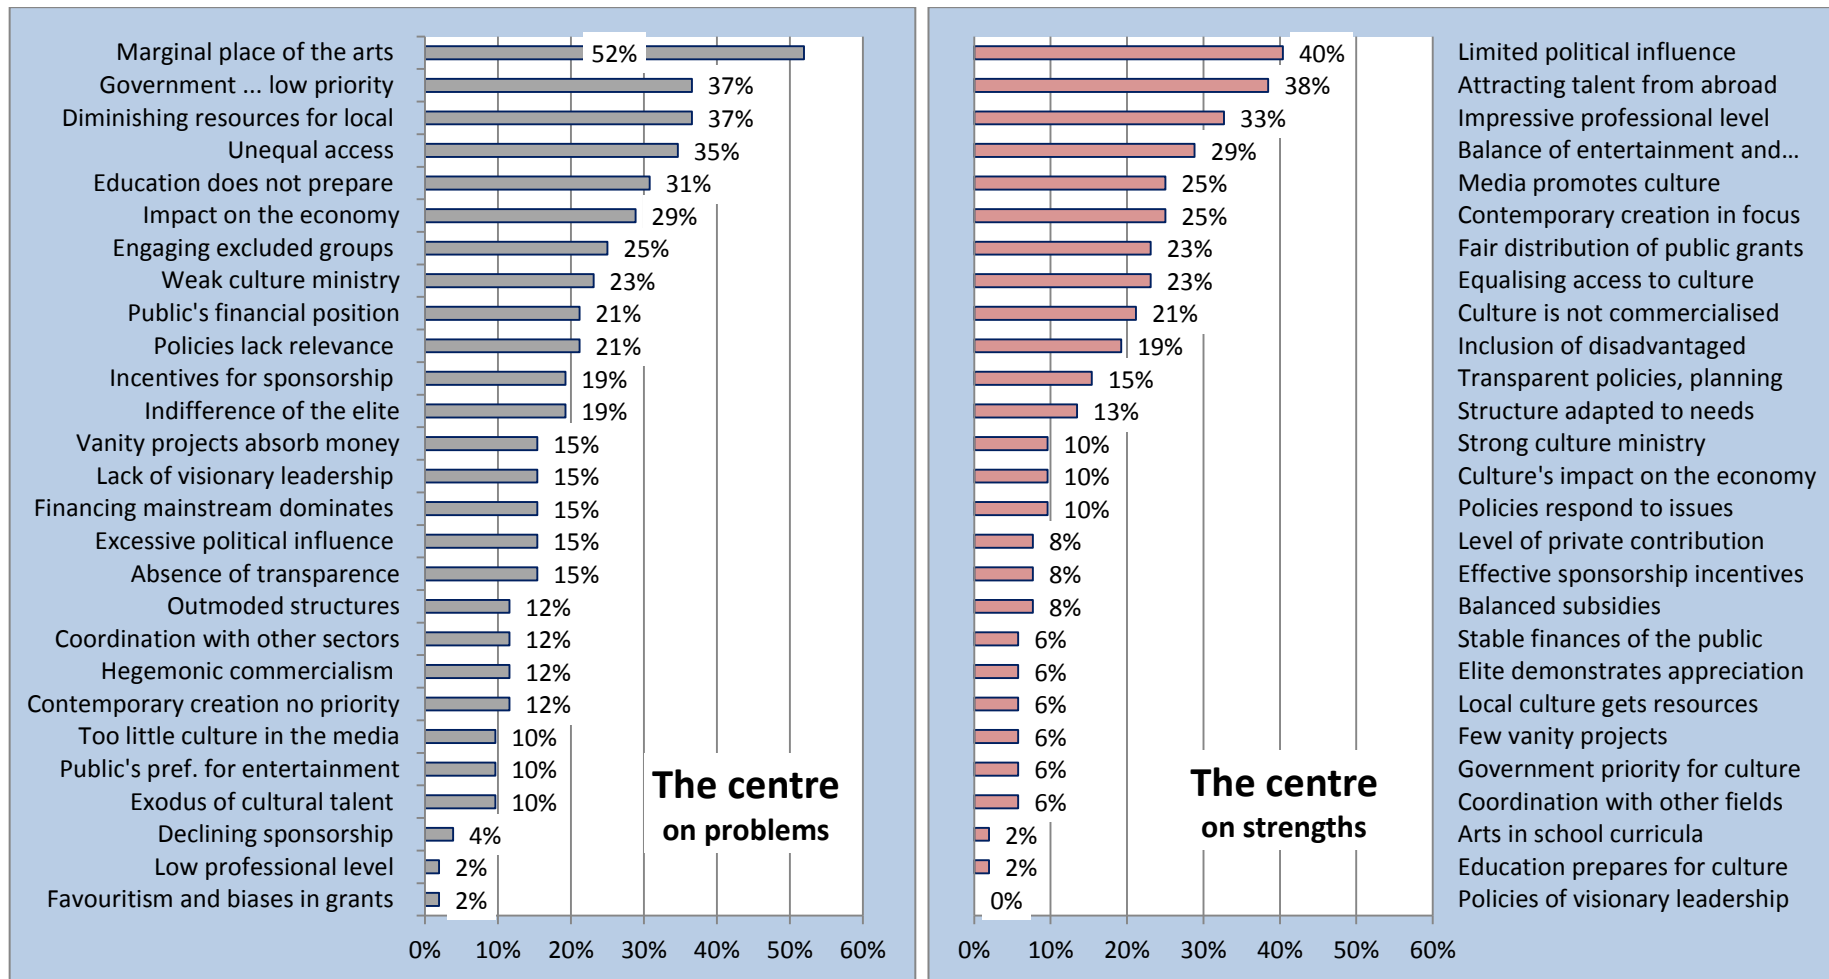 Marginal place of the arts 52%
Government ... low priority 37%
Diminishing resources for local 37%
Unequal access 35%
Education does not prepare 31%
Impact on the economy 29%
Engaging excluded groups 25%
Weak culture ministry 23%
Public's financial position 21%
Policies lack relevance 21%
Incentives for sponsorship 19%
Indifference of the elite 19%
Vanity projects absorb money 15%
Lack of visionary leadership 15%
Financing mainstream dominates 15%
Excessive political influence 15%
Absence of transparence 15%
Outmoded structures 12%
Coordination with other sectors 12%
Hegemonic commercialism 12%
Contemporary creation no priority 12%
Too little culture in the media 10%
Public's pref. for entertainment 10%
Exodus of cultural talent 10%
Declining sponsorship 4%
Low professional level 2%
Favouritism and biases in grants 2%
The centre
on problems
0% 10% 20% 30% 40% 50% 60%
40% Limited political influence
38% Attracting talent from abroad
33% Impressive professional level
29% Balance of entertainment and...
25% Media promotes culture
25% Contemporary creation in focus
23% Fair distribution of public grants
23% Equalising access to culture
21% Culture is not commercialised
19% Inclusion of disadvantaged
15% Transparent policies, planning
13% Structure adapted to needs
10% Strong culture ministry
10% Culture's impact on the economy
10% Policies respond to issues
8% Level of private contribution
8% Effective sponsorship incentives
8% Balanced subsidies
6% Stable finances of the public
6% Elite demonstrates appreciation
6% Local culture gets resources
6% Few vanity projects
6% Government priority for culture
6% Coordination with other fields
2% Arts in school curricula
2% Education prepares for culture
0% Policies of visionary leadership
The centre
on strengths
0% 10% 20% 30% 40% 50% 60%